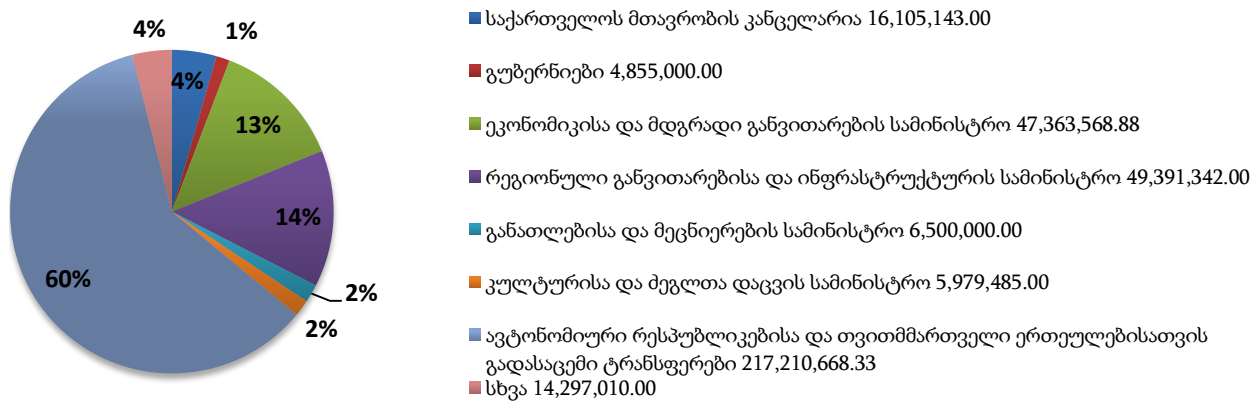 4%
1%
4%
13%
14%
2%
2%
60%
საქართველოს მთავრობის კანცელარია 16,105,143.00
გუბერნიები 4,855,000.00
ეკონომიკისა და მდგრადი განვითარების სამინისტრო 47,363,568.88
რეგიონული განვითარებისა და ინფრასტრუქტურის სამინისტრო 49,391,342.00
განათლებისა და მეცნიერების სამინისტრო 6,500,000.00
კულტურისა და ძეგლთა დაცვის სამინისტრო 5,979,485.00
ავტონომიური რესპუბლიკებისა და თვითმმართველი ერთეულებისათვის
გადასაცემი ტრანსფერები 217,210,668.33
სხვა 14,297,010.00